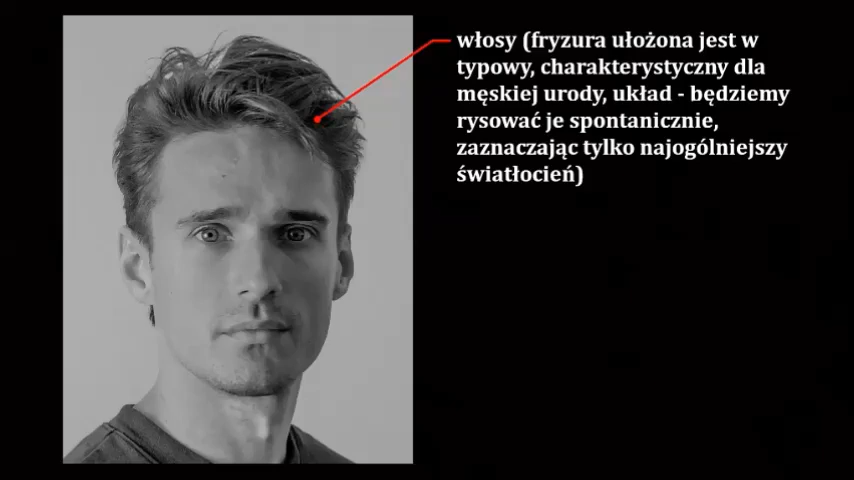 włosy (fryzura ułożona jest w
typowy, charakterystyczny dla
męskiej urody, układ - będziemy
rysować je spontanicznie,
zaznaczając tylko najogólniejszy
światłocień)